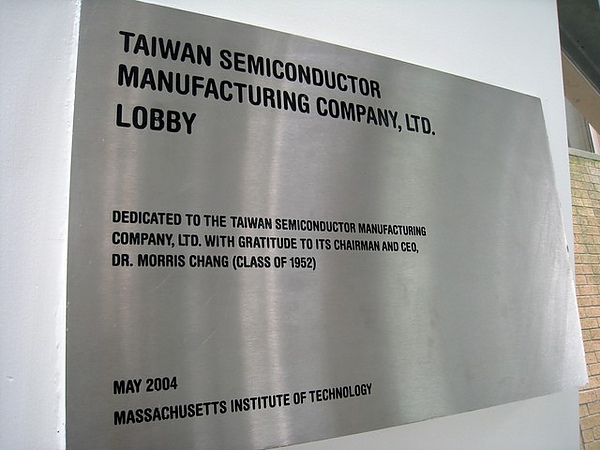 TAIWAN SEMICONDUCTOR
MANUFACTURING COMPANY, LTD.
LOBBY
DEDICATED TO THE TAIWAN SEMICONDUCTOR MANUFACTURING
COMPANY, LTD. WITH GRATITUDE TO ITS CHAIRMAN AND CEO,
DR. MORRIS CHANG (CLASS OF 1952)
MAY 2004
MASSACHUSETTS INSTITUTE OF TECHNOLOGY